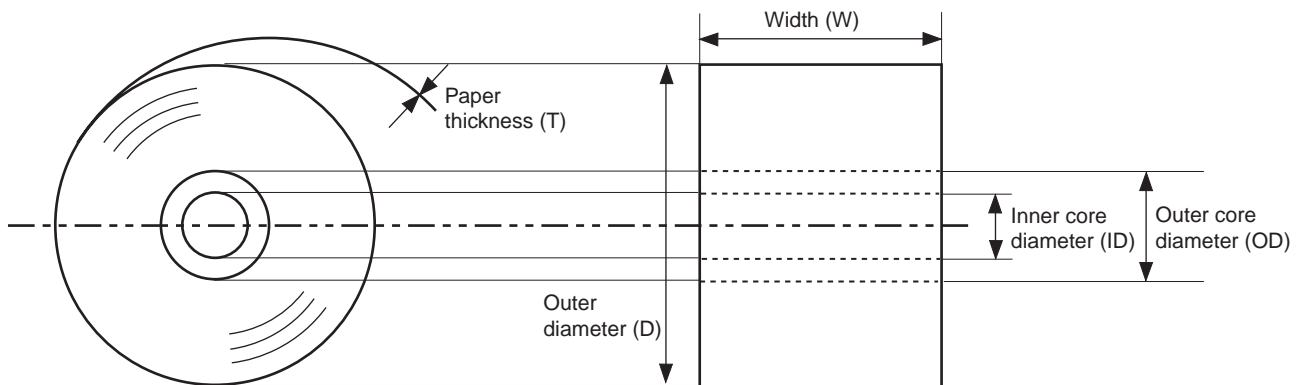 Width (W)
Paper
thickness (T)
Inner core
diameter (ID)
Outer core
diameter (OD)
Outer
diameter (D)